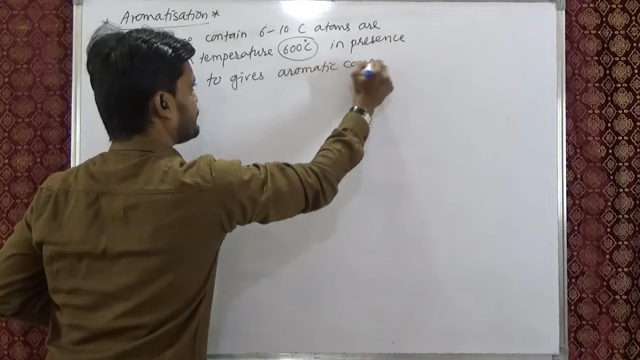 * Aromatisation *
contain 6-10 C atoms are
temperature 600°C in presence
to gives aromatic co